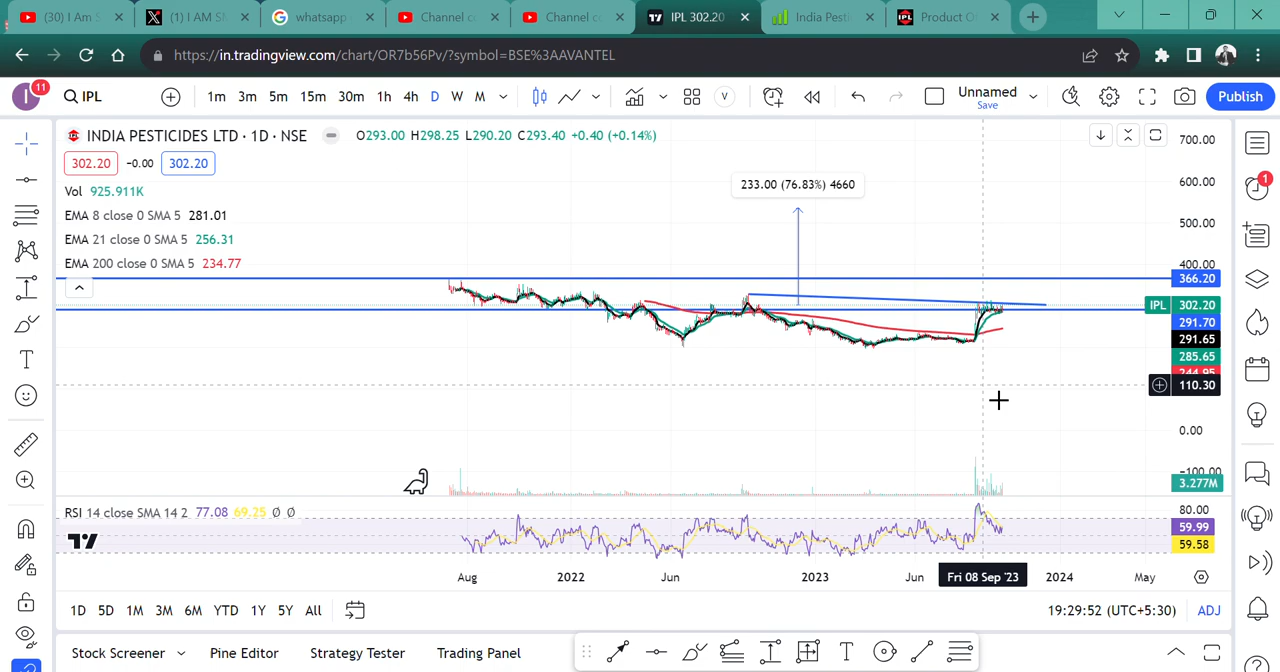 (30) I Am S
(1) I AM SM
whatsapp
Channel co
Channel co
IPL 302.20
India Pesti
IPL
Product O
https://in.tradingview.com/chart/OR7b56Pv/?symbol=BSE%3AAVANTEL
I
11
IPL
1m 3m 5m 15m 30m 1h 4h D W M
V
Unnamed
Save
Publish
INDIA PESTICIDES LTD · 1D · NSE
O293.00 H298.25 L290.20 C293.40 +0.40 (+0.14%)
302.20 −0.00 302.20
Vol 925.911K
EMA 8 close 0 SMA 5 281.01
EMA 21 close 0 SMA 5 256.31
EMA 200 close 0 SMA 5 234.77
233.00 (76.83%) 4660
700.00
600.00
500.00
400.00
366.20
IPL 302.20
291.70
291.65
285.65
244.95
110.30
0.00
−100.00
3.277M
RSI 14 close SMA 14 2 77.08 69.25 Ø Ø
80.00
59.99
59.58
Aug 2022 Jun 2023 Jun Fri 08 Sep '23 2024 May
1D 5D 1M 3M 6M YTD 1Y 5Y All
19:29:52 (UTC+5:30) ADJ
Stock Screener Pine Editor Strategy Tester Trading Panel
T
T
1